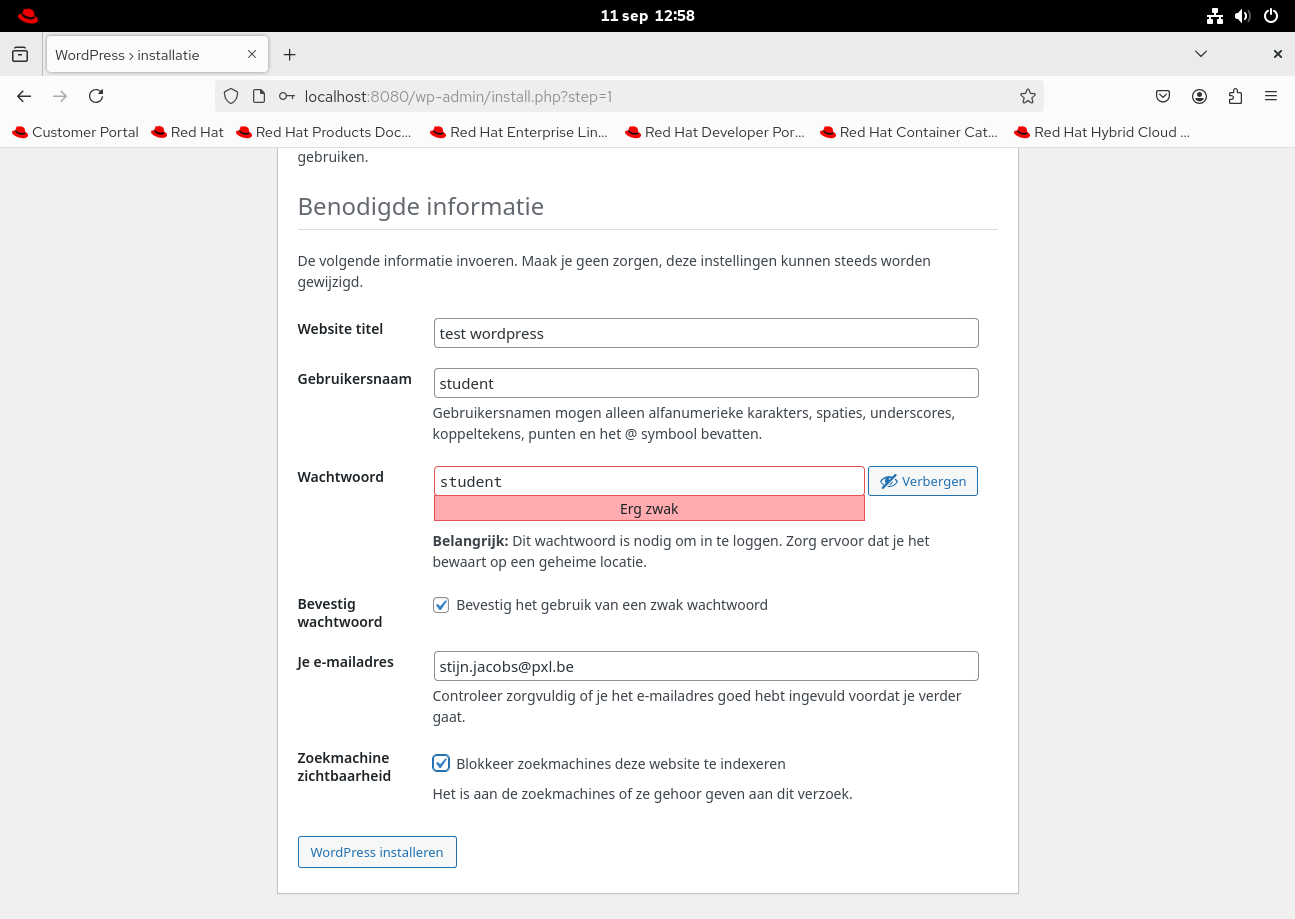 11 sep 12:58
WordPress › installatie
localhost:8080/wp-admin/install.php?step=1
Customer Portal
Red Hat
Red Hat Products Doc...
Red Hat Enterprise Lin...
Red Hat Developer Por...
Red Hat Container Cat...
Red Hat Hybrid Cloud ...
gebruiken.
Benodigde informatie
De volgende informatie invoeren. Maak je geen zorgen, deze instellingen kunnen steeds worden
gewijzigd.
Website titel
test wordpress
Gebruikersnaam
student
Gebruikersnamen mogen alleen alfanumerieke karakters, spaties, underscores,
koppeltekens, punten en het @ symbool bevatten.
Wachtwoord
student
Verbergen
Erg zwak
Belangrijk: Dit wachtwoord is nodig om in te loggen. Zorg ervoor dat je het
bewaart op een geheime locatie.
Bevestig
wachtwoord
Bevestig het gebruik van een zwak wachtwoord
Je e-mailadres
stijn.jacobs@pxl.be
Controleer zorgvuldig of je het e-mailadres goed hebt ingevuld voordat je verder
gaat.
Zoekmachine
zichtbaarheid
Blokkeer zoekmachines deze website te indexeren
Het is aan de zoekmachines of ze gehoor geven aan dit verzoek.
WordPress installeren